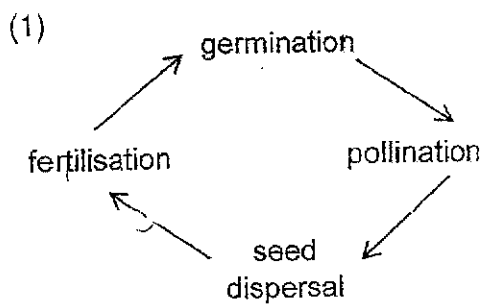 (1)
germination
fertilisation
pollination
seed
dispersal